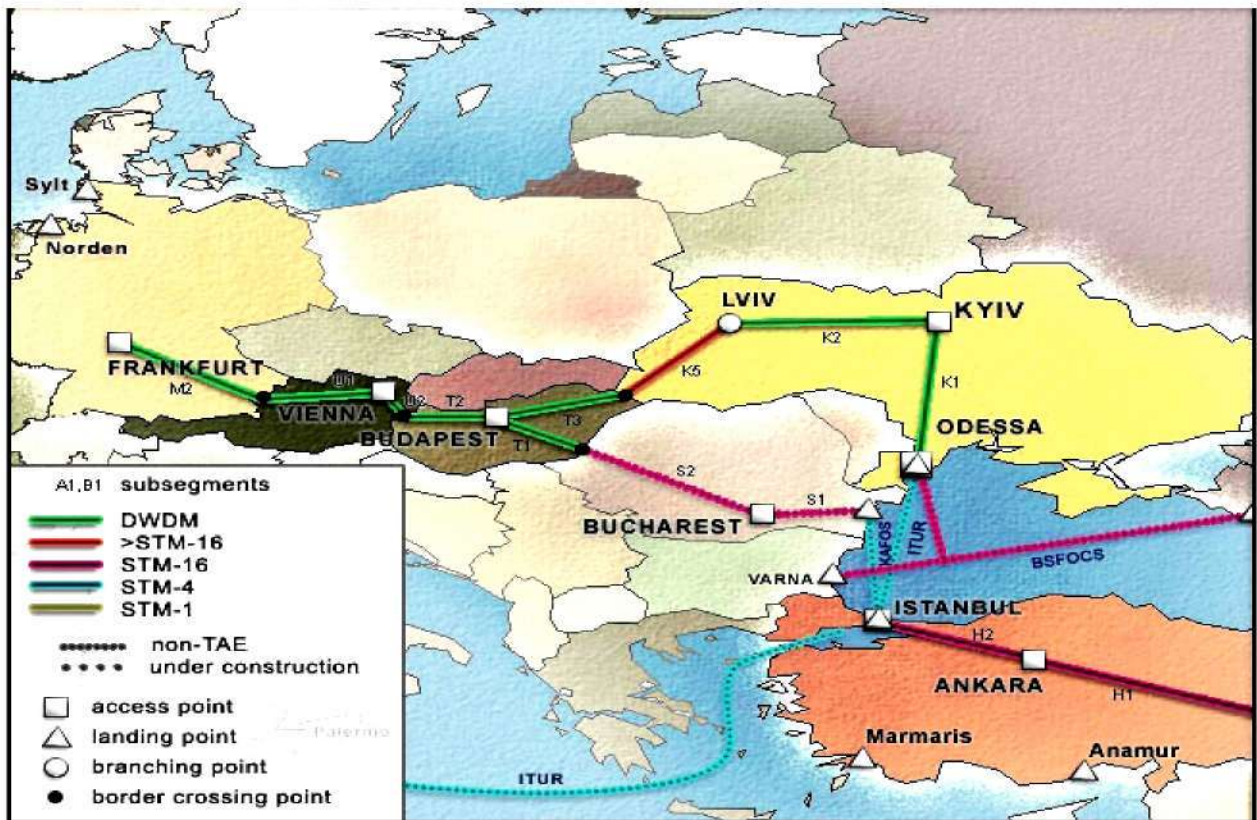 Sylt
Norden
LVIV
KYIV
K2
FRANKFURT
K5
K1
M2
U1
VIENNA
U2
T2
BUDAPEST
T3
T1
ODESSA
S2
S1
BUCHAREST
KAFOS
ITUR
BSFOCS
VARNA
ISTANBUL
H2
ANKARA
H1
Marmaris
Anamur
ITUR
A1,B1 subsegments
DWDM
>STM-16
STM-16
STM-4
STM-1
non-TAE
under construction
access point
landing point
Palermo
branching point
border crossing point